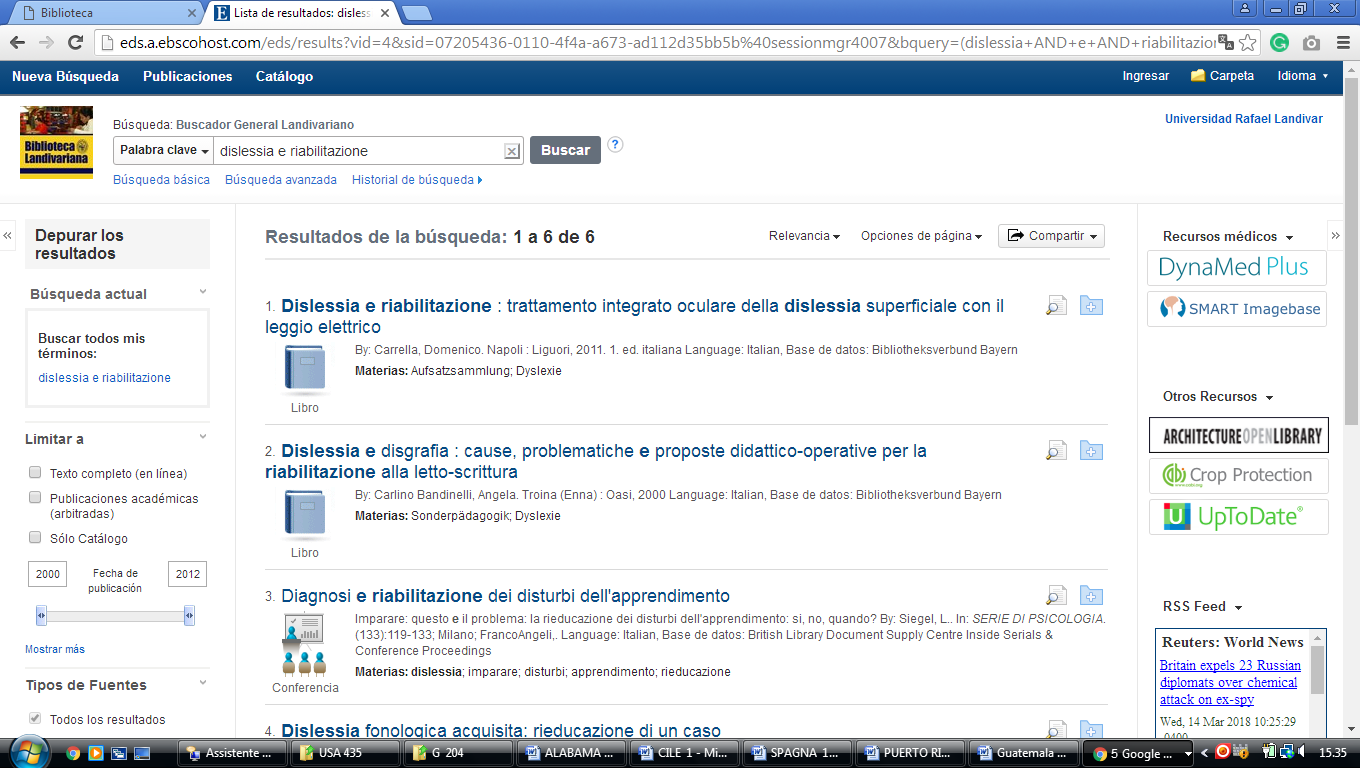 Biblioteca
Lista de resultados: disless
eds.a.ebscohost.com/eds/results?vid=4&sid=07205436-0110-4f4a-a673-ad112d35bb5b%40sessionmgr4007&bquery=(dislessia+AND+e+AND+riabilitazion
Nueva Búsqueda Publicaciones Catálogo Ingresar Carpeta Idioma
Biblioteca
Landivariana
Búsqueda: Buscador General Landivariano
Universidad Rafael Landivar
Palabra clave dislessia e riabilitazione Buscar ?
Búsqueda básica Búsqueda avanzada Historial de búsqueda
Depurar los
resultados
Búsqueda actual
Buscar todos mis
términos:
dislessia e riabilitazione
Limitar a
Texto completo (en línea)
Publicaciones académicas
(arbitradas)
Sólo Catálogo
2000 Fecha de 2012
publicación
Mostrar más
Tipos de Fuentes
Todos los resultados
Resultados de la búsqueda: 1 a 6 de 6
Relevancia Opciones de página Compartir
1. Dislessia e riabilitazione : trattamento integrato oculare della dislessia superficiale con il
leggio elettrico
By: Carrella, Domenico. Napoli : Liguori, 2011. 1. ed. italiana Language: Italian, Base de datos: Bibliotheksverbund Bayern
Materias: Aufsatzsammlung; Dyslexie
Libro
2. Dislessia e disgrafia : cause, problematiche e proposte didattico-operative per la
riabilitazione alla letto-scrittura
By: Carlino Bandinelli, Angela. Troina (Enna) : Oasi, 2000 Language: Italian, Base de datos: Bibliotheksverbund Bayern
Materias: Sonderpädagogik; Dyslexie
Libro
3. Diagnosi e riabilitazione dei disturbi dell'apprendimento
Imparare: questo e il problema: la rieducazione dei disturbi dell'apprendimento: si, no, quando? By: Siegel, L.. In: SERIE DI PSICOLOGIA.
(133):119-133; Milano; FrancoAngeli,. Language: Italian, Base de datos: British Library Document Supply Centre Inside Serials &
Conference Proceedings
Materias: dislessia; imparare; disturbi; apprendimento; rieducazione
Conferencia
4. Dislessia fonologica acquisita: rieducazione di un caso
Recursos médicos
DynaMed Plus
SMART Imagebase
Otros Recursos
ARCHITECTUREOPENLIBRARY
Crop Protection
UpToDate®
RSS Feed
Reuters: World News
Britain expels 23 Russian
diplomats over chemical
attack on ex-spy
Wed, 14 Mar 2018 10:25:29
-0400
Assistente ... USA 435 G 204 ALABAMA ... CILE 1 - Mi... SPAGNA 1... PUERTO RI... Guatemala ... 5 Google ... 15.35